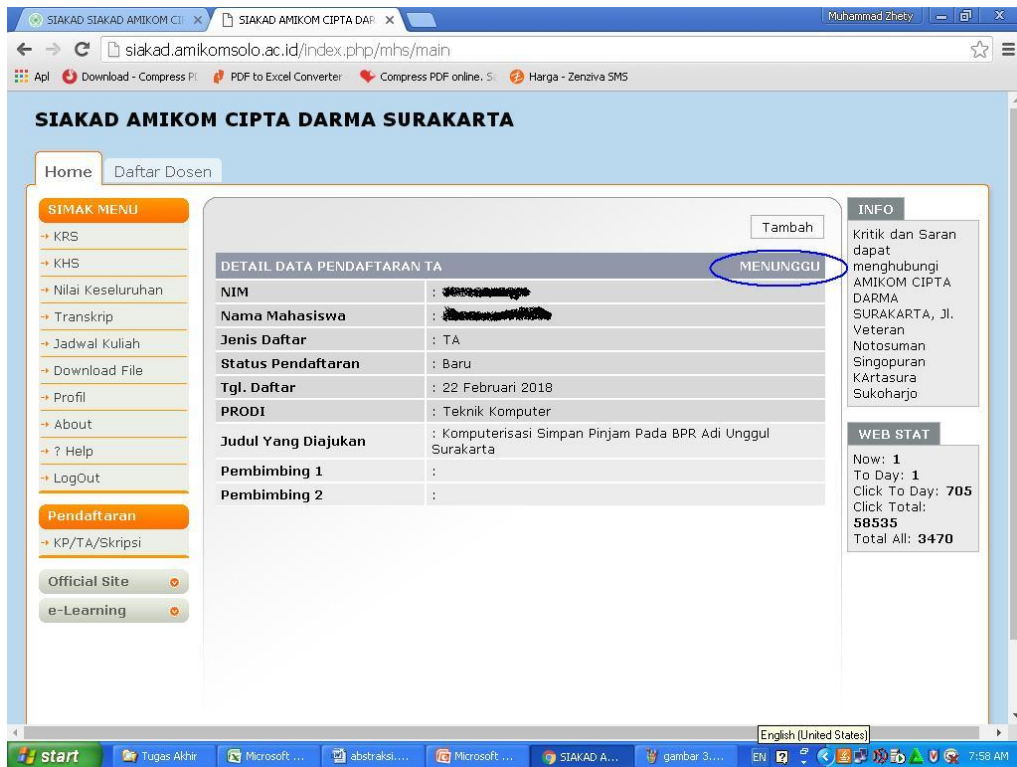 SIAKAD SIAKAD AMIKOM CI
SIAKAD AMIKOM CIPTA DAR
Muhammad Zhety
siakad.amikomsolo.ac.id/index.php/mhs/main
Apl
Download - Compress P
PDF to Excel Converter
Compress PDF online. S
Harga - Zenziva SMS
SIAKAD AMIKOM CIPTA DARMA SURAKARTA
Home
Daftar Dosen
SIMAK MENU
KRS
KHS
Nilai Keseluruhan
Transkrip
Jadwal Kuliah
Download File
Profil
About
? Help
LogOut
Pendaftaran
KP/TA/Skripsi
Official Site
e-Learning
Tambah
DETAIL DATA PENDAFTARAN TA MENUNGGU
NIM :
Nama Mahasiswa :
Jenis Daftar : TA
Status Pendaftaran : Baru
Tgl. Daftar : 22 Februari 2018
PRODI : Teknik Komputer
Judul Yang Diajukan : Komputerisasi Simpan Pinjam Pada BPR Adi Unggul
Surakarta
Pembimbing 1 :
Pembimbing 2 :
INFO
Kritik dan Saran
dapat
menghubungi
AMIKOM CIPTA
DARMA
SURAKARTA, Jl.
Veteran
Notosuman
Singopuran
KArtasura
Sukoharjo
WEB STAT
Now: 1
To Day: 1
Click To Day: 705
Click Total:
58535
Total All: 3470
English (United States)
start
Tugas Akhir
Microsoft ...
abstraksi....
Microsoft ...
SIAKAD A...
gambar 3....
EN
7:58 AM